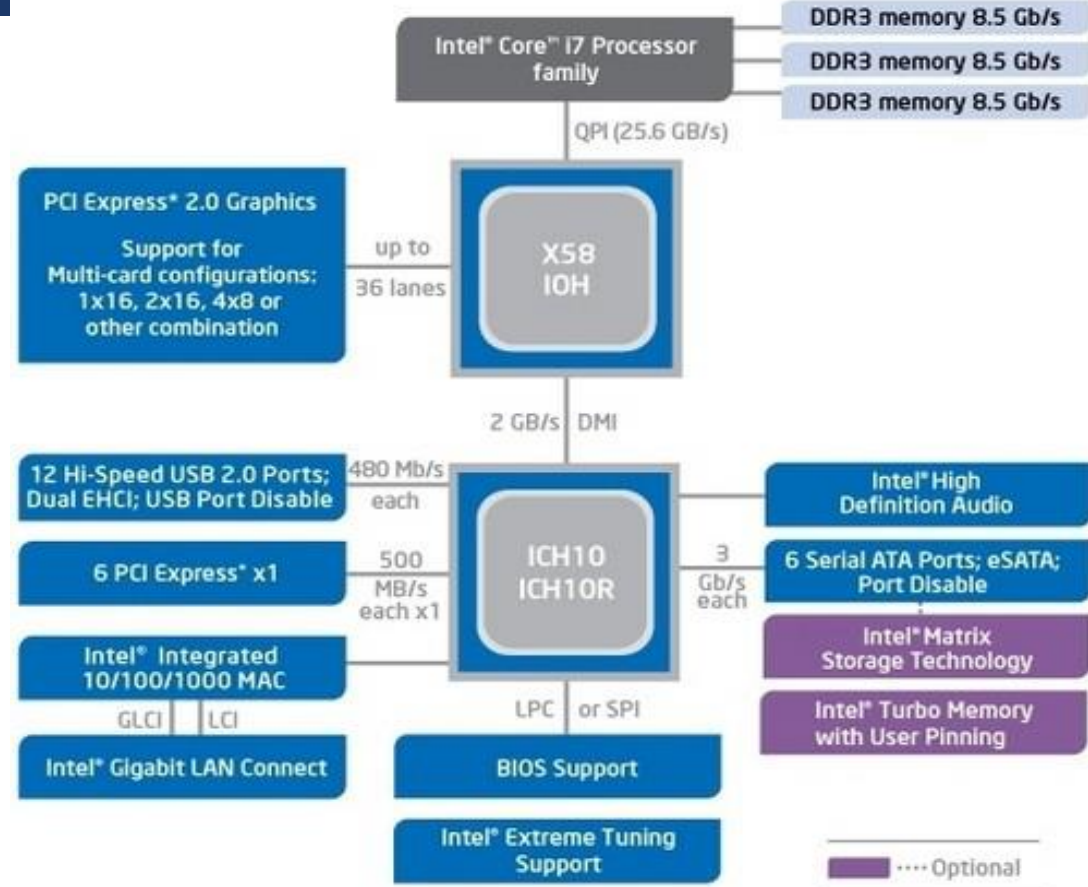 Intel® Core™ i7 Processor
family
DDR3 memory 8.5 Gb/s
DDR3 memory 8.5 Gb/s
DDR3 memory 8.5 Gb/s
QPI (25.6 GB/s)
PCI Express* 2.0 Graphics
Support for
Multi-card configurations:
1x16, 2x16, 4x8 or
other combination
up to
36 lanes
X58
IOH
2 GB/s DMI
12 Hi-Speed USB 2.0 Ports;
Dual EHCI; USB Port Disable
480 Mb/s
each
6 PCI Express* x1
500
MB/s
each x1
Intel® Integrated
10/100/1000 MAC
GLCI LCI
Intel® Gigabit LAN Connect
ICH10
ICH10R
Intel® High
Definition Audio
3
Gb/s
each
6 Serial ATA Ports; eSATA;
Port Disable
Intel® Matrix
Storage Technology
Intel® Turbo Memory
with User Pinning
LPC or SPI
BIOS Support
Intel® Extreme Tuning
Support
Optional